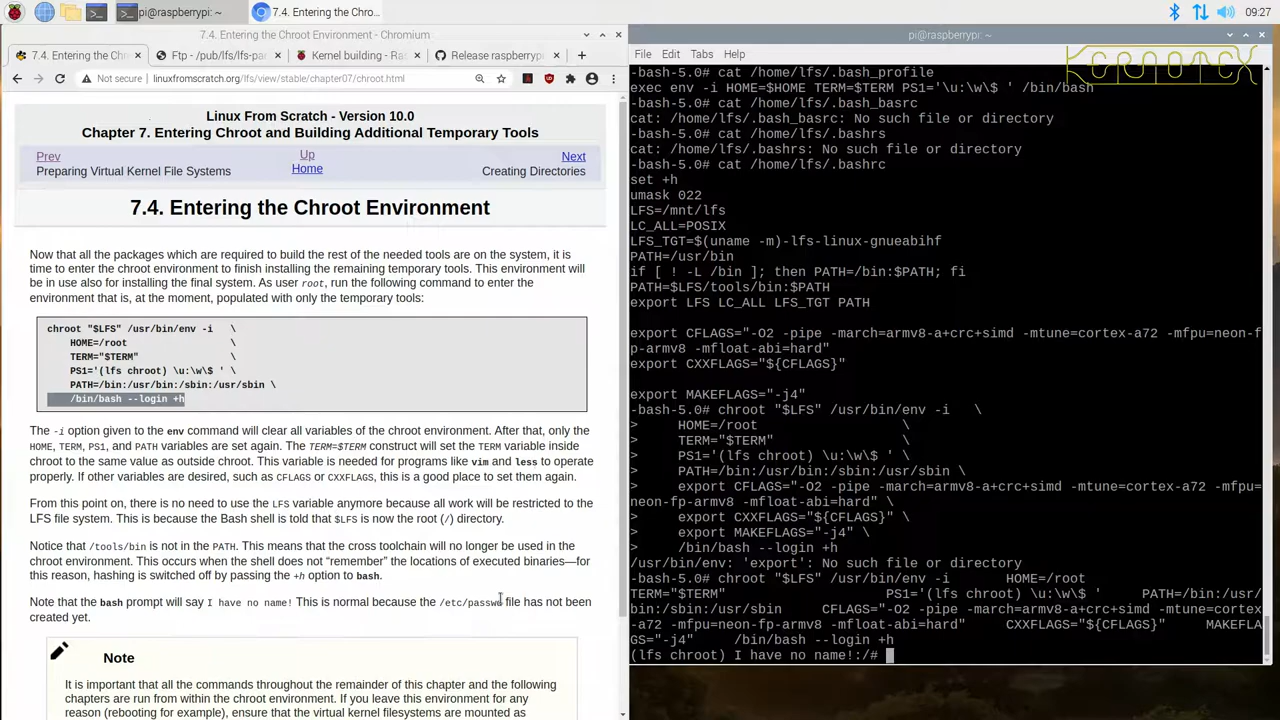 pi@raspberrypi: ~
7.4. Entering the Chro...
09:27
7.4. Entering the Chroot Environment - Chromium
7.4. Entering the Chr
Ftp - /pub/lfs/lfs-pa
Kernel building - Ras
Release raspberrypi
Not secure | linuxfromscratch.org/lfs/view/stable/chapter07/chroot.html
Linux From Scratch - Version 10.0
Chapter 7. Entering Chroot and Building Additional Temporary Tools
Prev Up Next
Preparing Virtual Kernel File Systems Home Creating Directories
7.4. Entering the Chroot Environment
Now that all the packages which are required to build the rest of the needed tools are on the system, it is
time to enter the chroot environment to finish installing the remaining temporary tools. This environment will
be in use also for installing the final system. As user root, run the following command to enter the
environment that is, at the moment, populated with only the temporary tools:
chroot "$LFS" /usr/bin/env -i \
HOME=/root \
TERM="$TERM" \
PS1='(lfs chroot) \u:\w\$ ' \
PATH=/bin:/usr/bin:/sbin:/usr/sbin \
/bin/bash --login +h
The -i option given to the env command will clear all variables of the chroot environment. After that, only the
HOME, TERM, PS1, and PATH variables are set again. The TERM=$TERM construct will set the TERM variable inside
chroot to the same value as outside chroot. This variable is needed for programs like vim and less to operate
properly. If other variables are desired, such as CFLAGS or CXXFLAGS, this is a good place to set them again.
From this point on, there is no need to use the LFS variable anymore because all work will be restricted to the
LFS file system. This is because the Bash shell is told that $LFS is now the root (/) directory.
Notice that /tools/bin is not in the PATH. This means that the cross toolchain will no longer be used in the
chroot environment. This occurs when the shell does not “remember” the locations of executed binaries—for
this reason, hashing is switched off by passing the +h option to bash.
Note that the bash prompt will say I have no name! This is normal because the /etc/passwd file has not been
created yet.
Note
It is important that all the commands throughout the remainder of this chapter and the following
chapters are run from within the chroot environment. If you leave this environment for any
reason (rebooting for example), ensure that the virtual kernel filesystems are mounted as
pi@raspberrypi: ~
File Edit Tabs Help
-bash-5.0# cat /home/lfs/.bash_profile
exec env -i HOME=$HOME TERM=$TERM PS1='\u:\w\$ ' /bin/bash
-bash-5.0# cat /home/lfs/.bash_basrc
cat: /home/lfs/.bash_basrc: No such file or directory
-bash-5.0# cat /home/lfs/.bashrs
cat: /home/lfs/.bashrs: No such file or directory
-bash-5.0# cat /home/lfs/.bashrc
set +h
umask 022
LFS=/mnt/lfs
LC_ALL=POSIX
LFS_TGT=$(uname -m)-lfs-linux-gnueabihf
PATH=/usr/bin
if [ ! -L /bin ]; then PATH=/bin:$PATH; fi
PATH=$LFS/tools/bin:$PATH
export LFS LC_ALL LFS_TGT PATH
export CFLAGS="-O2 -pipe -march=armv8-a+crc+simd -mtune=cortex-a72 -mfpu=neon-f
p-armv8 -mfloat-abi=hard"
export CXXFLAGS="${CFLAGS}"
export MAKEFLAGS="-j4"
-bash-5.0# chroot "$LFS" /usr/bin/env -i \
> HOME=/root \
> TERM="$TERM" \
> PS1='(lfs chroot) \u:\w\$ ' \
> PATH=/bin:/usr/bin:/sbin:/usr/sbin \
> export CFLAGS="-O2 -pipe -march=armv8-a+crc+simd -mtune=cortex-a72 -mfpu=
neon-fp-armv8 -mfloat-abi=hard" \
> export CXXFLAGS="${CFLAGS}" \
> export MAKEFLAGS="-j4" \
> /bin/bash --login +h
/usr/bin/env: 'export': No such file or directory
-bash-5.0# chroot "$LFS" /usr/bin/env -i HOME=/root
TERM="$TERM" PS1='(lfs chroot) \u:\w\$ ' PATH=/bin:/usr
/bin:/sbin:/usr/sbin CFLAGS="-O2 -pipe -march=armv8-a+crc+simd -mtune=cortex
-a72 -mfpu=neon-fp-armv8 -mfloat-abi=hard" CXXFLAGS="${CFLAGS}" MAKEFLA
GS="-j4" /bin/bash --login +h
(lfs chroot) I have no name!:/#